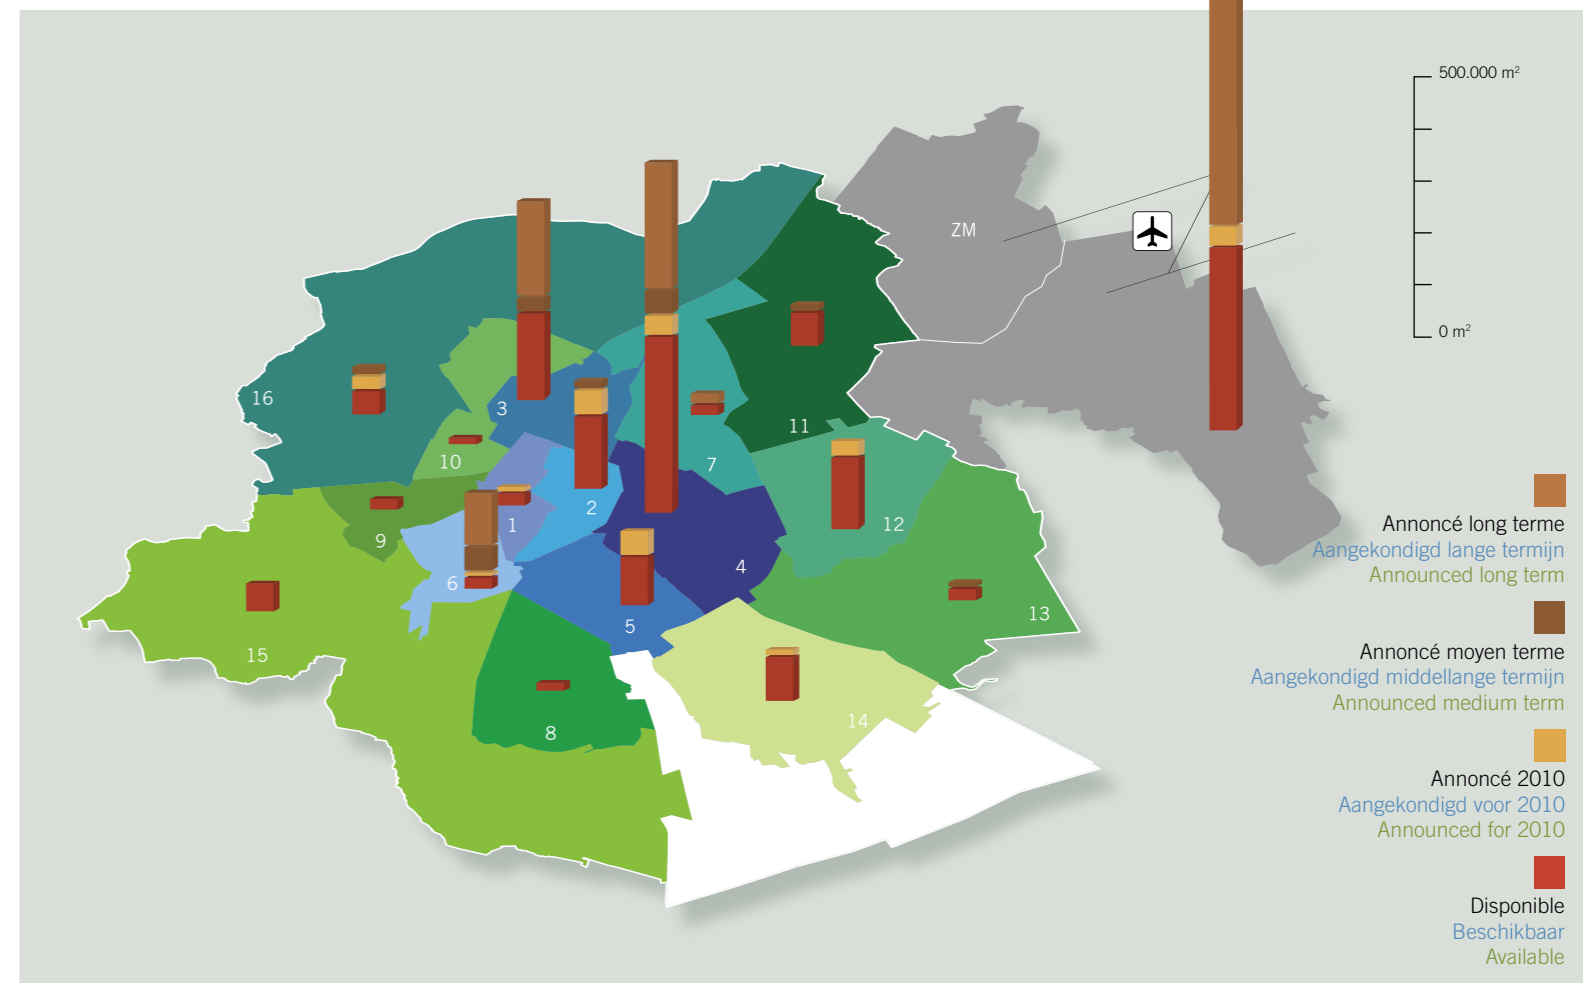 500.000 m²
0 m²
ZM
16
3
10
11
7
2
1
12
9
4
6
5
13
15
14
8
Annoncé long terme
Aangekondigd lange termijn
Announced long term
Annoncé moyen terme
Aangekondigd middellange termijn
Announced medium term
Annoncé 2010
Aangekondigd voor 2010
Announced for 2010
Disponible
Beschikbaar
Available